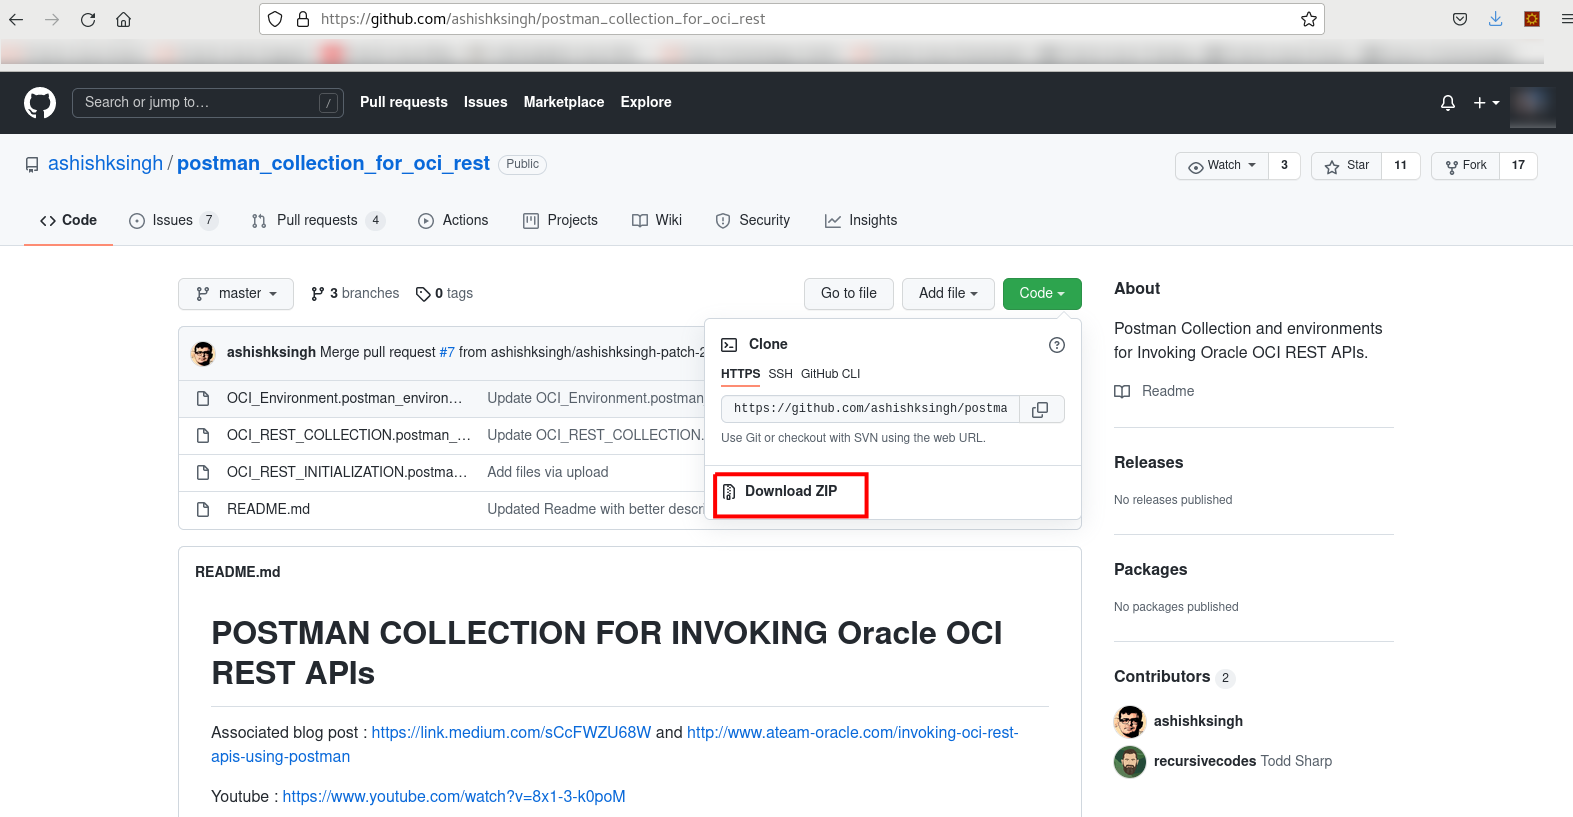 https://github.com/ashishksingh/postman_collection_for_oci_rest
Search or jump to… /
Pull requests Issues Marketplace Explore
ashishksingh / postman_collection_for_oci_rest Public
Watch 3 Star 11 Fork 17
Code Issues 7 Pull requests 4 Actions Projects Wiki Security Insights
master 3 branches 0 tags Go to file Add file Code
ashishksingh Merge pull request #7 from ashishksingh/ashishksingh-patch-2
OCI_Environment.postman_environ… Update OCI_Environment.postman
OCI_REST_COLLECTION.postman_… Update OCI_REST_COLLECTION.
OCI_REST_INITIALIZATION.postma… Add files via upload
README.md Updated Readme with better descri
Clone
HTTPS SSH GitHub CLI
https://github.com/ashishksingh/postma
Use Git or checkout with SVN using the web URL.
Download ZIP
README.md
POSTMAN COLLECTION FOR INVOKING Oracle OCI
REST APIs
Associated blog post : https://link.medium.com/sCcFWZU68W and http://www.ateam-oracle.com/invoking-oci-rest-
apis-using-postman
Youtube : https://www.youtube.com/watch?v=8x1-3-k0poM
About
Postman Collection and environments
for Invoking Oracle OCI REST APIs.
Readme
Releases
No releases published
Packages
No packages published
Contributors 2
ashishksingh
recursivecodes Todd Sharp